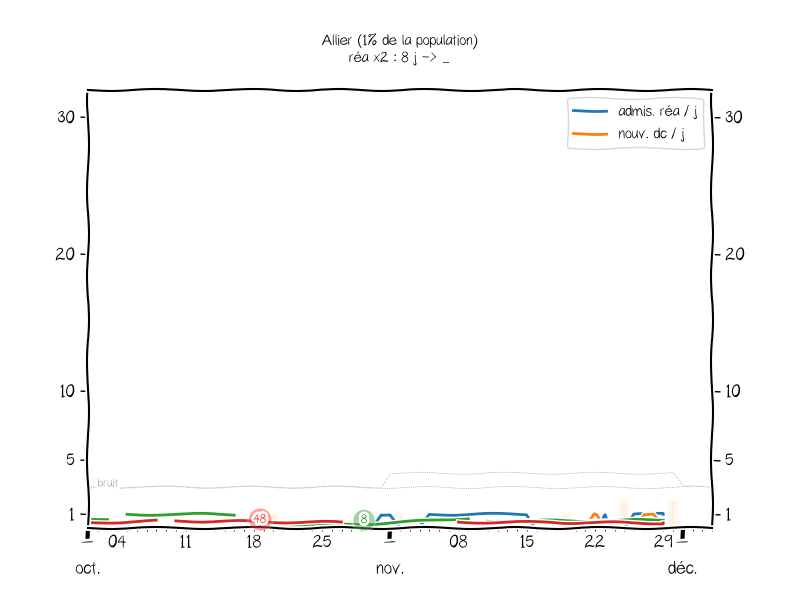 Allier (1% de la population)
réa x2 : 8 j -> _
admis. réa / j
nouv. dc / j
30 30
20 20
10 10
5 5
bruit
1 48 8 1
04 11 18 25 08 15 22 29
oct. nov. déc.